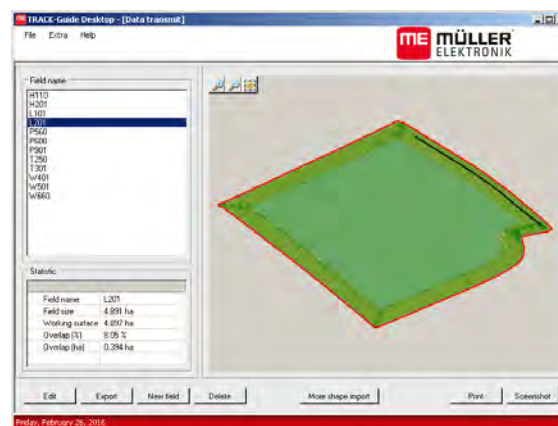 TRACK-Guide Desktop - [Data transmit]
File Extra Help
ME MÜLLER
ELEKTRONIK
Field name
H110
H201
L101
L201
P560
P600
P901
T250
T301
W401
W501
W660
Statistic
Field name L201
Field size 4.891 ha
Working surface 4.897 ha
Overlap (%) 8.05 %
Overlap (ha) 0.394 ha
Edit Export New field Delete More shape import Print Sceenshot
Friday, February 26, 2016